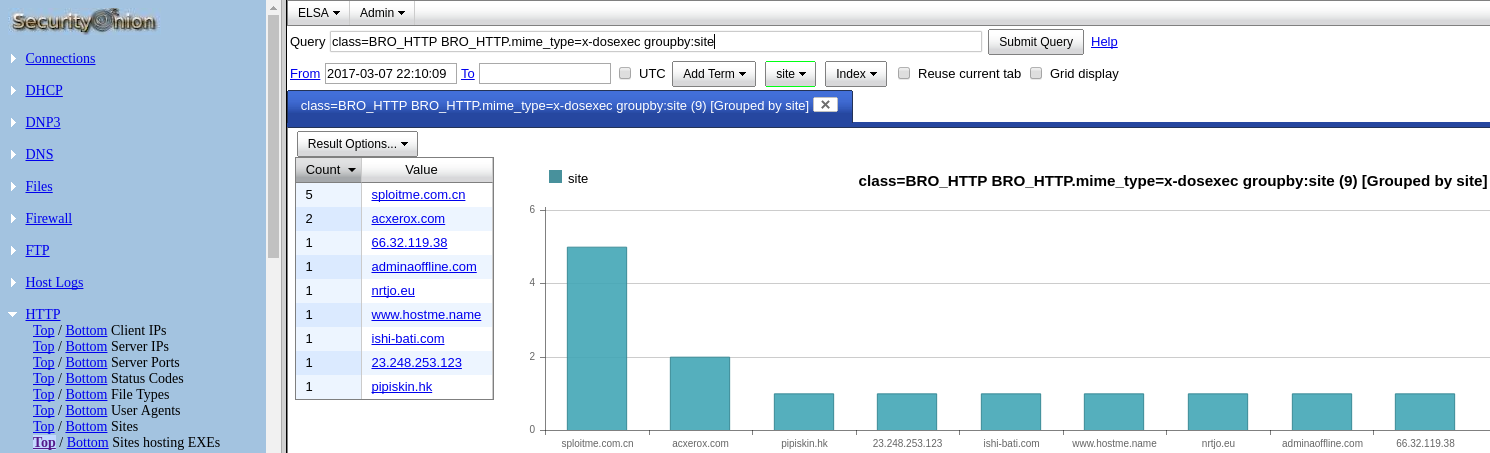 Security Onion
Connections
DHCP
DNP3
DNS
Files
Firewall
FTP
Host Logs
HTTP
Top / Bottom Client IPs
Top / Bottom Server IPs
Top / Bottom Server Ports
Top / Bottom Status Codes
Top / Bottom File Types
Top / Bottom User Agents
Top / Bottom Sites
Top / Bottom Sites hosting EXEs
ELSA Admin
Query class=BRO_HTTP BRO_HTTP.mime_type=x-dosexec groupby:site Submit Query Help
From 2017-03-07 22:10:09 To UTC Add Term site Index Reuse current tab Grid display
class=BRO_HTTP BRO_HTTP.mime_type=x-dosexec groupby:site (9) [Grouped by site]
Result Options...
Count Value
5 sploitme.com.cn
2 acxerox.com
1 66.32.119.38
1 adminaoffline.com
1 nrtjo.eu
1 www.hostme.name
1 ishi-bati.com
1 23.248.253.123
1 pipiskin.hk
site
class=BRO_HTTP BRO_HTTP.mime_type=x-dosexec groupby:site (9) [Grouped by site]
6
4
2
0
sploitme.com.cn acxerox.com pipiskin.hk 23.248.253.123 ishi-bati.com www.hostme.name nrtjo.eu adminaoffline.com 66.32.119.38